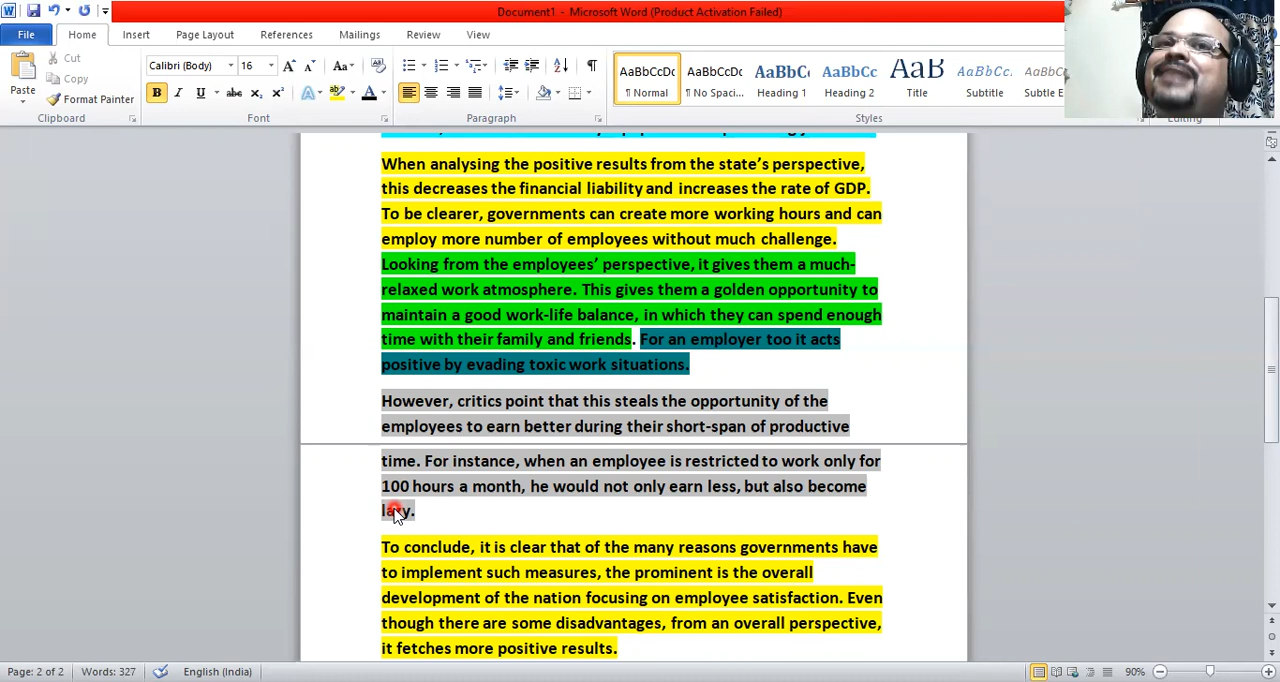 Document1 - Microsoft Word (Product Activation Failed)
File Home Insert Page Layout References Mailings Review View
Cut
Copy
Format Painter
Paste
Calibri (Body) 16
AaBbCcDc AaBbCcDc AaBbC AaBbCc AaB AaBbCcDc AaBbCc
¶ Normal ¶ No Spaci... Heading 1 Heading 2 Title Subtitle Subtle E
Clipboard Font Paragraph Styles Editing
When analysing the positive results from the state's perspective,
this decreases the financial liability and increases the rate of GDP.
To be clearer, governments can create more working hours and can
employ more number of employees without much challenge.
Looking from the employees' perspective, it gives them a much-
relaxed work atmosphere. This gives them a golden opportunity to
maintain a good work-life balance, in which they can spend enough
time with their family and friends. For an employer too it acts
positive by evading toxic work situations.
However, critics point that this steals the opportunity of the
employees to earn better during their short-span of productive
time. For instance, when an employee is restricted to work only for
100 hours a month, he would not only earn less, but also become
lazy.
To conclude, it is clear that of the many reasons governments have
to implement such measures, the prominent is the overall
development of the nation focusing on employee satisfaction. Even
though there are some disadvantages, from an overall perspective,
it fetches more positive results.
Page: 2 of 2 Words: 327 English (India) 90%